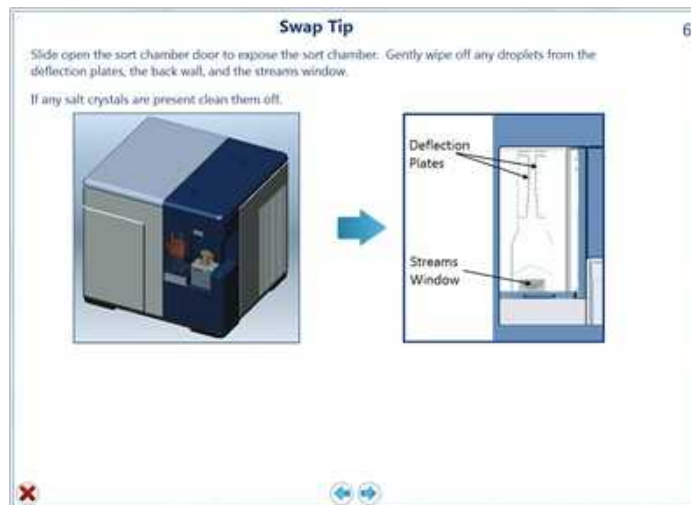 Swap Tip
6
Slide open the sort chamber door to expose the sort chamber. Gently wipe off any droplets from the
deflection plates, the back wall, and the streams window.
If any salt crystals are present clean them off.
Deflection
Plates
Streams
Window